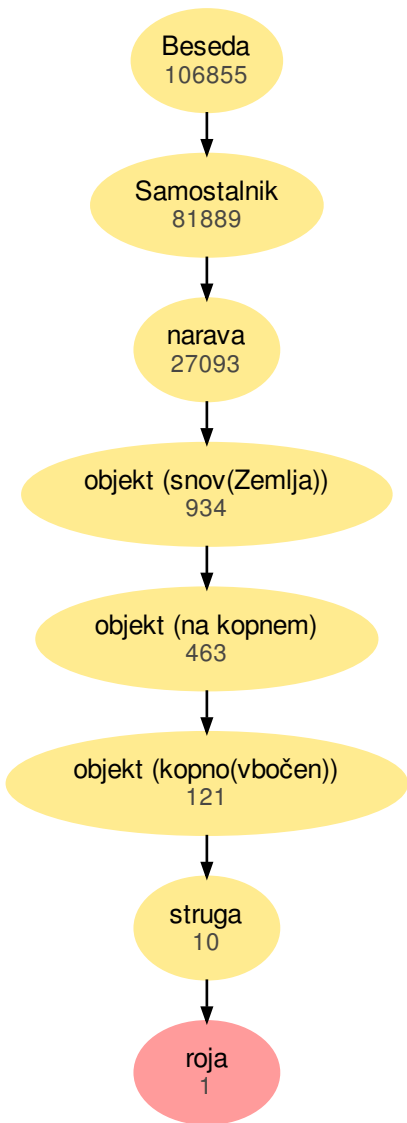 Beseda
106855
Samostalnik
81889
narava
27093
objekt (snov(Zemlja))
934
objekt (na kopnem)
463
objekt (kopno(vbočen))
121
struga
10
roja
1